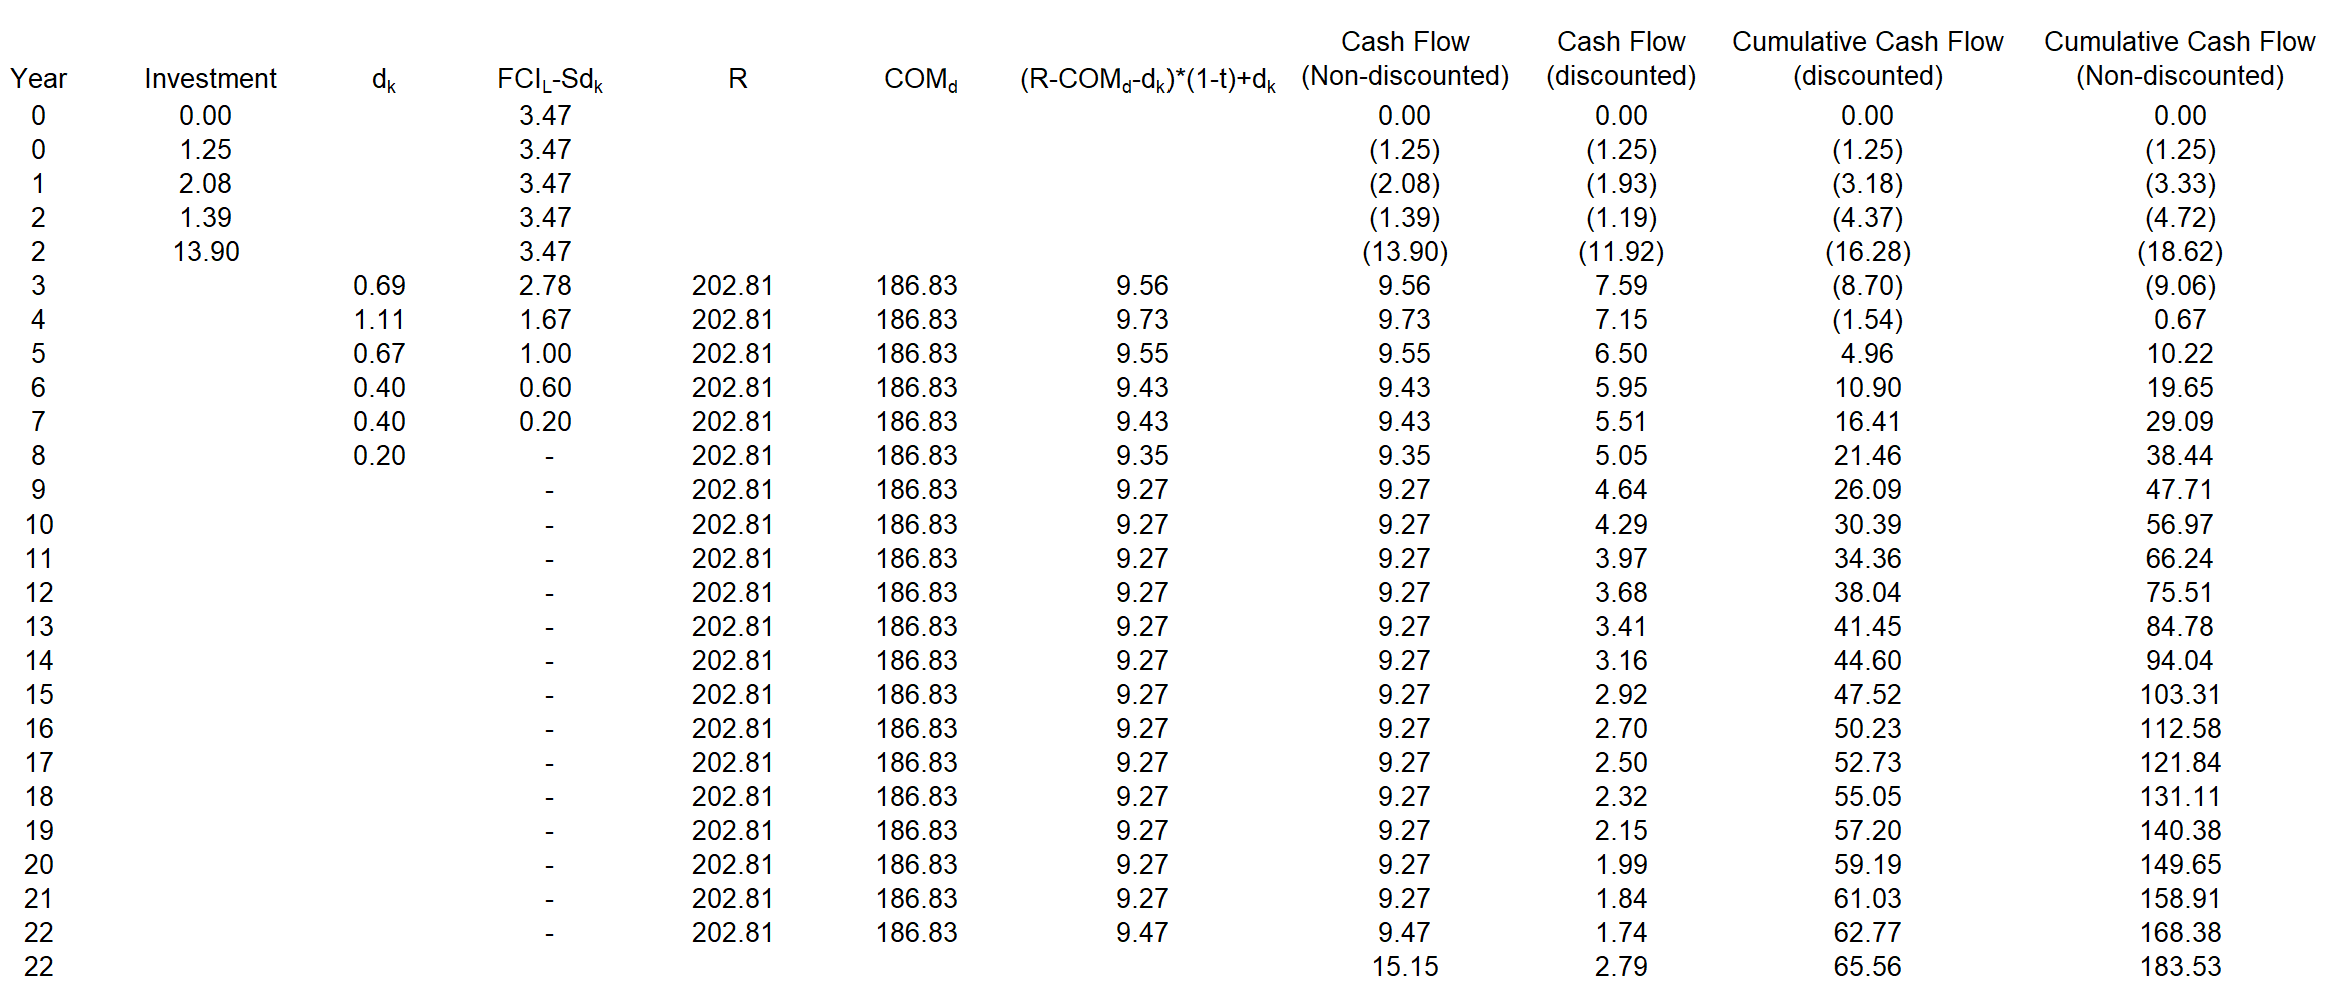 Cash Flow Cash Flow Cumulative Cash Flow Cumulative Cash Flow
Year Investment dk FCIL-Sdk R COMd (R-COMd-dk)*(1-t)+dk (Non-discounted) (discounted) (discounted) (Non-discounted)
0 0.00 3.47 0.00 0.00 0.00 0.00
0 1.25 3.47 (1.25) (1.25) (1.25) (1.25)
1 2.08 3.47 (2.08) (1.93) (3.18) (3.33)
2 1.39 3.47 (1.39) (1.19) (4.37) (4.72)
2 13.90 3.47 (13.90) (11.92) (16.28) (18.62)
3 0.69 2.78 202.81 186.83 9.56 9.56 7.59 (8.70) (9.06)
4 1.11 1.67 202.81 186.83 9.73 9.73 7.15 (1.54) 0.67
5 0.67 1.00 202.81 186.83 9.55 9.55 6.50 4.96 10.22
6 0.40 0.60 202.81 186.83 9.43 9.43 5.95 10.90 19.65
7 0.40 0.20 202.81 186.83 9.43 9.43 5.51 16.41 29.09
8 0.20 - 202.81 186.83 9.35 9.35 5.05 21.46 38.44
9 - 202.81 186.83 9.27 9.27 4.64 26.09 47.71
10 - 202.81 186.83 9.27 9.27 4.29 30.39 56.97
11 - 202.81 186.83 9.27 9.27 3.97 34.36 66.24
12 - 202.81 186.83 9.27 9.27 3.68 38.04 75.51
13 - 202.81 186.83 9.27 9.27 3.41 41.45 84.78
14 - 202.81 186.83 9.27 9.27 3.16 44.60 94.04
15 - 202.81 186.83 9.27 9.27 2.92 47.52 103.31
16 - 202.81 186.83 9.27 9.27 2.70 50.23 112.58
17 - 202.81 186.83 9.27 9.27 2.50 52.73 121.84
18 - 202.81 186.83 9.27 9.27 2.32 55.05 131.11
19 - 202.81 186.83 9.27 9.27 2.15 57.20 140.38
20 - 202.81 186.83 9.27 9.27 1.99 59.19 149.65
21 - 202.81 186.83 9.27 9.27 1.84 61.03 158.91
22 - 202.81 186.83 9.47 9.47 1.74 62.77 168.38
22 15.15 2.79 65.56 183.53